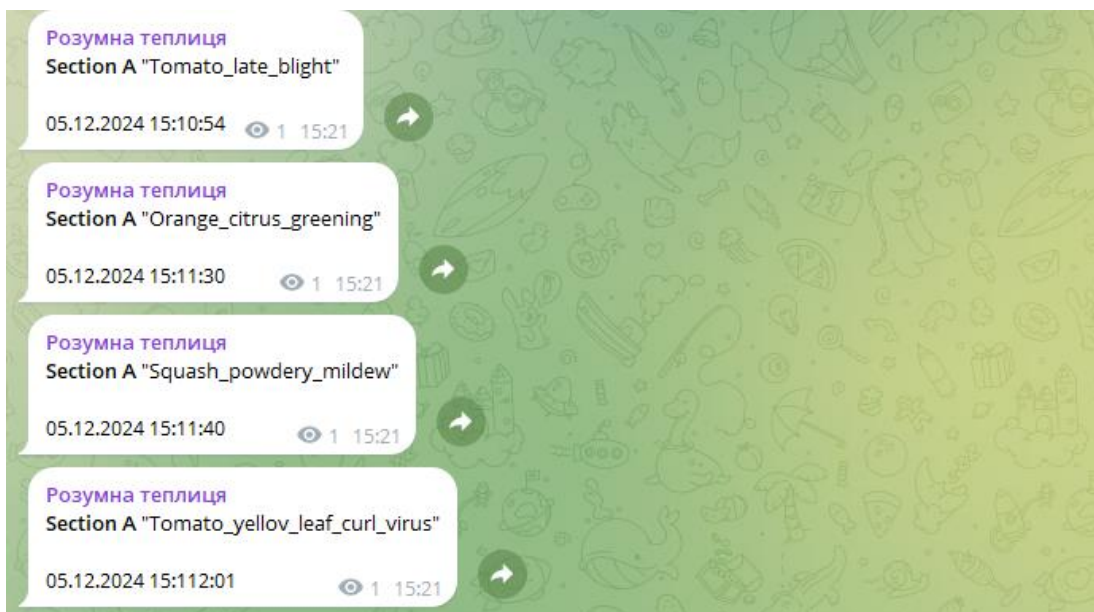 Розумна теплиця
Section A "Tomato_late_blight"
05.12.2024 15:10:54 1 15:21
Розумна теплиця
Section A "Orange_citrus_greening"
05.12.2024 15:11:30 1 15:21
Розумна теплиця
Section A "Squash_powdery_mildew"
05.12.2024 15:11:40 1 15:21
Розумна теплиця
Section A "Tomato_yellov_leaf_curl_virus"
05.12.2024 15:112:01 1 15:21